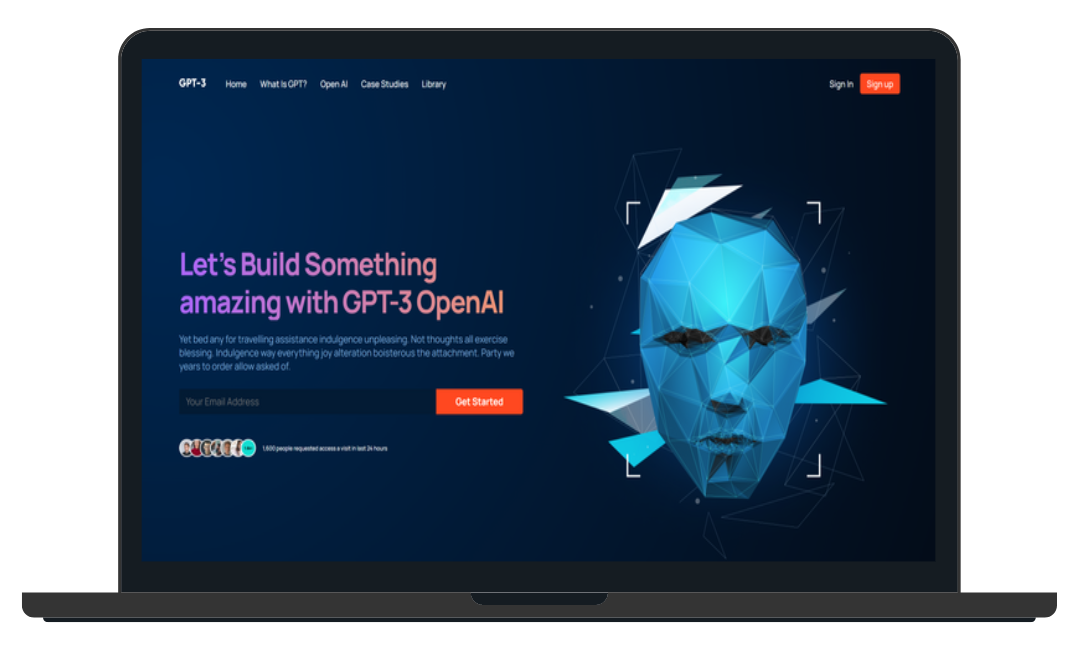 GPT-3
Home
What Is GPT?
Open AI
Case Studies
Library
Sign in
Sign up
Let's Build Something
amazing with GPT-3 OpenAI
Yet bed any for travelling assistance indulgence unpleasing. Not thoughts all exercise
blessing. Indulgence way everything joy alteration boisterous the attachment. Party we
years to order allow asked of.
Your Email Address
Get Started
1,600 people requested access a visit in last 24 hours